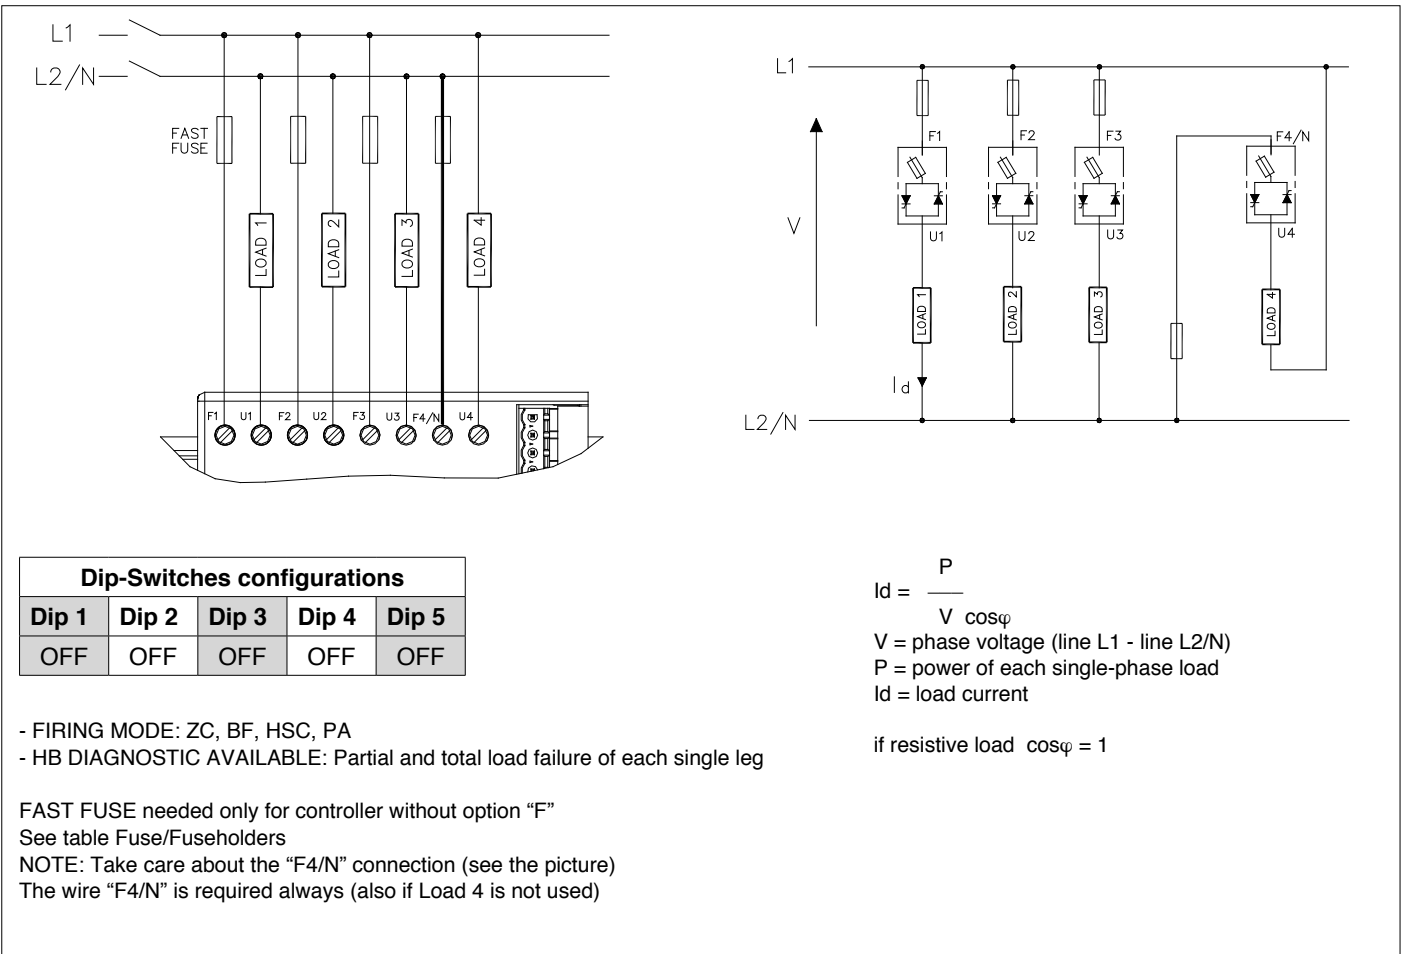 L1
L2/N
FAST
FUSE
LOAD 1
LOAD 2
LOAD 3
LOAD 4
F1 U1 F2 U2 F3 U3 F4/N U4
L1
F1
F2
F3
F4/N
V
U1
U2
U3
U4
LOAD 1
LOAD 2
LOAD 3
LOAD 4
Id
L2/N
Dip-Switches configurations
Dip 1 Dip 2 Dip 3 Dip 4 Dip 5
OFF OFF OFF OFF OFF
- FIRING MODE: ZC, BF, HSC, PA
- HB DIAGNOSTIC AVAILABLE: Partial and total load failure of each single leg
FAST FUSE needed only for controller without option “F”
See table Fuse/Fuseholders
NOTE: Take care about the “F4/N” connection (see the picture)
The wire “F4/N” is required always (also if Load 4 is not used)
P
Id =
V cosφ
V = phase voltage (line L1 - line L2/N)
P = power of each single-phase load
Id = load current
if resistive load cosφ = 1